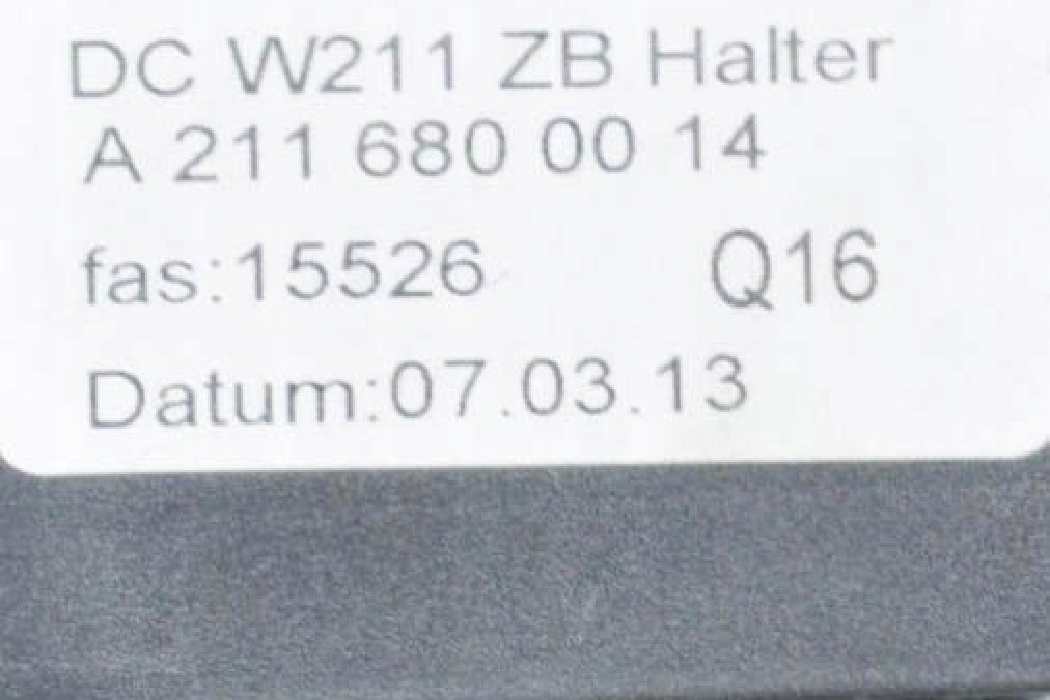 DC W211 ZB Halter
A 211 680 00 14
fas:15526 Q16
Datum:07.03.13